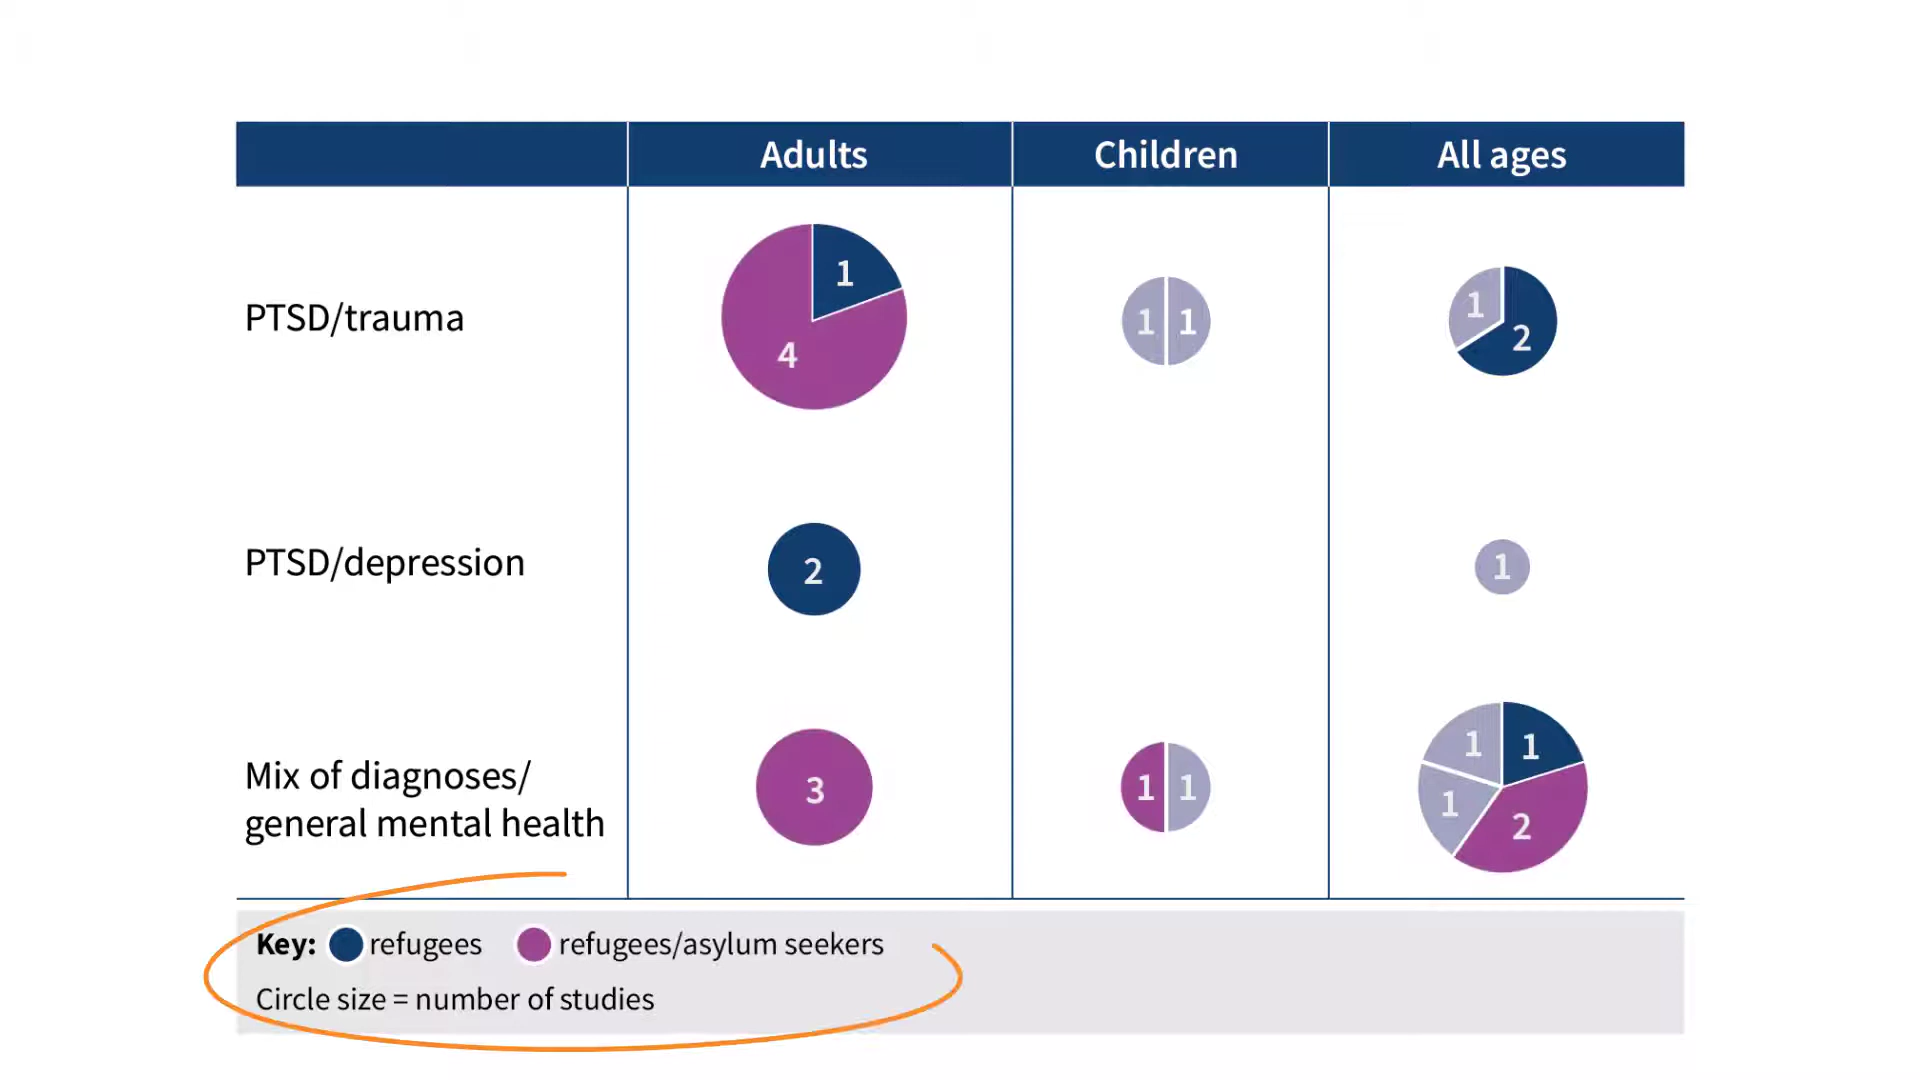 Adults Children All ages
PTSD/trauma
1
4
1 1
1
2
PTSD/depression
2
1
Mix of diagnoses/
general mental health
3
1 1
1 1
1
2
Key: refugees refugees/asylum seekers
Circle size = number of studies